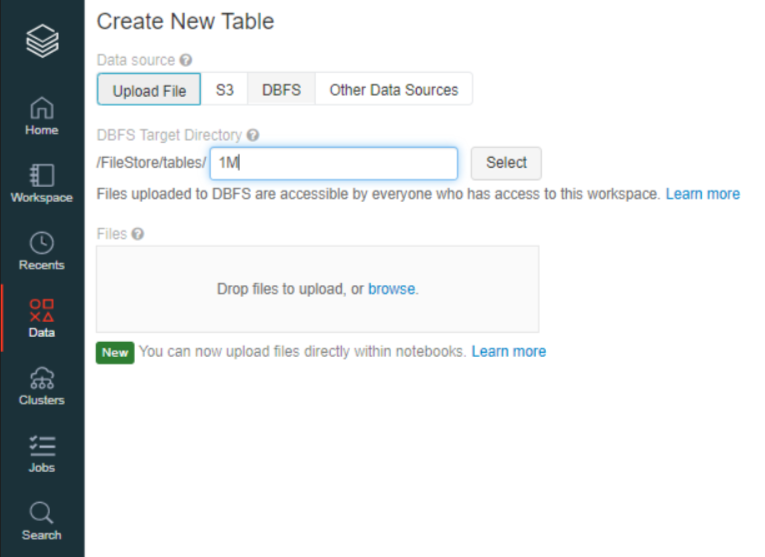 Create New Table
Data source
Upload File S3 DBFS Other Data Sources
DBFS Target Directory
/FileStore/tables/ 1M Select
Files uploaded to DBFS are accessible by everyone who has access to this workspace. Learn more
Files
Drop files to upload, or browse.
New You can now upload files directly within notebooks. Learn more
Home
Workspace
Recents
Data
Clusters
Jobs
Search